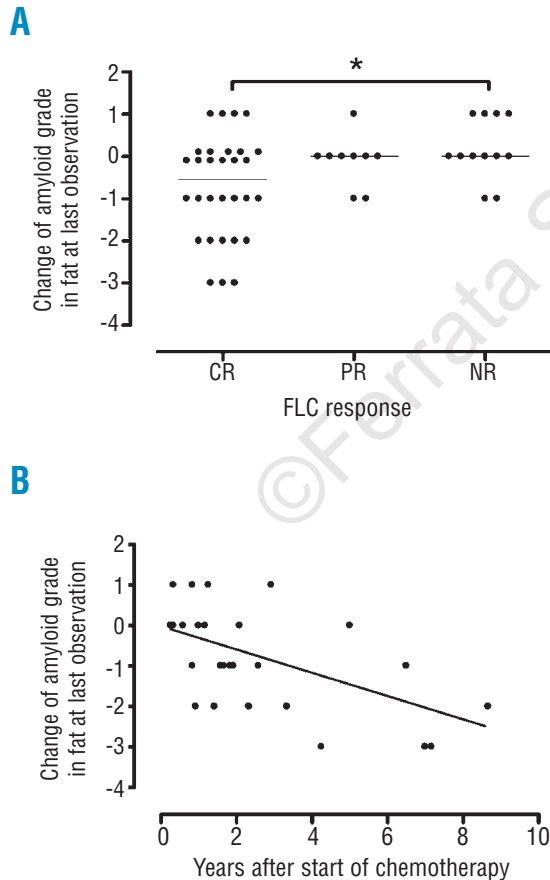 A
*
Change of amyloid grade
in fat at last observation
2
1
0
-1
-2
-3
-4
CR PR NR
FLC response
©Ferrata S
B
Change of amyloid grade
in fat at last observation
2
1
0
-1
-2
-3
-4
0 2 4 6 8 10
Years after start of chemotherapy